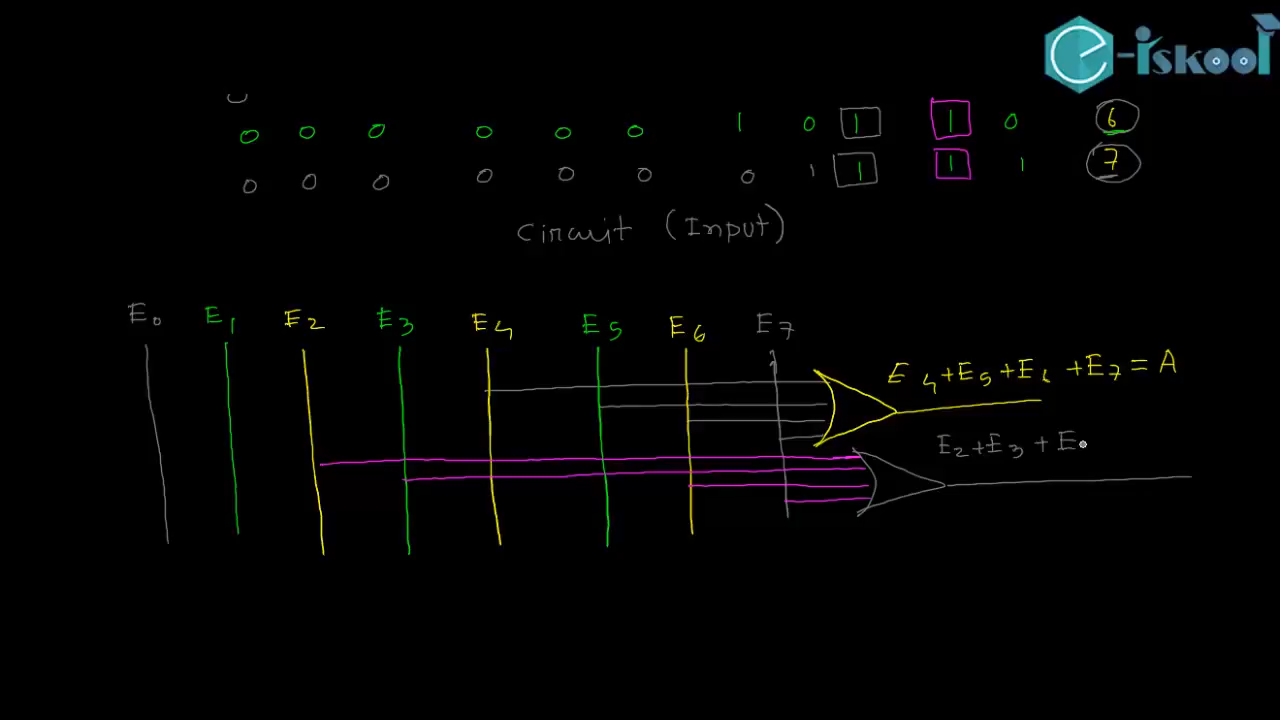 e-iskool
0 0 0 0 0 0 1 0 1 1 0 6
0 0 0 0 0 0 0 1 1 1 1 7
Circuit (Input)
E0 E1 E2 E3 E4 E5 E6 E7
E4+E5+E6+E7=A
E2+E3+E